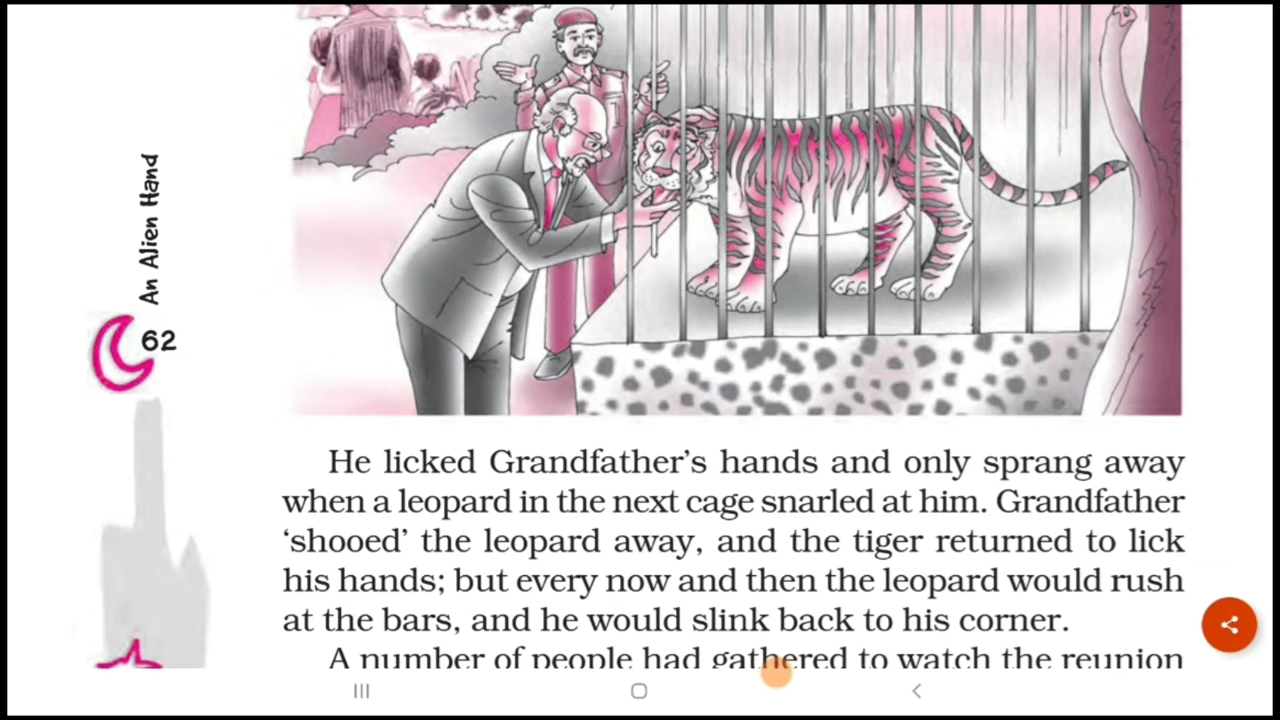 An Alien Hand
62
He licked Grandfather's hands and only sprang away
when a leopard in the next cage snarled at him. Grandfather
‘shooed’ the leopard away, and the tiger returned to lick
his hands; but every now and then the leopard would rush
at the bars, and he would slink back to his corner.
A number of people had gathered to watch the reunion